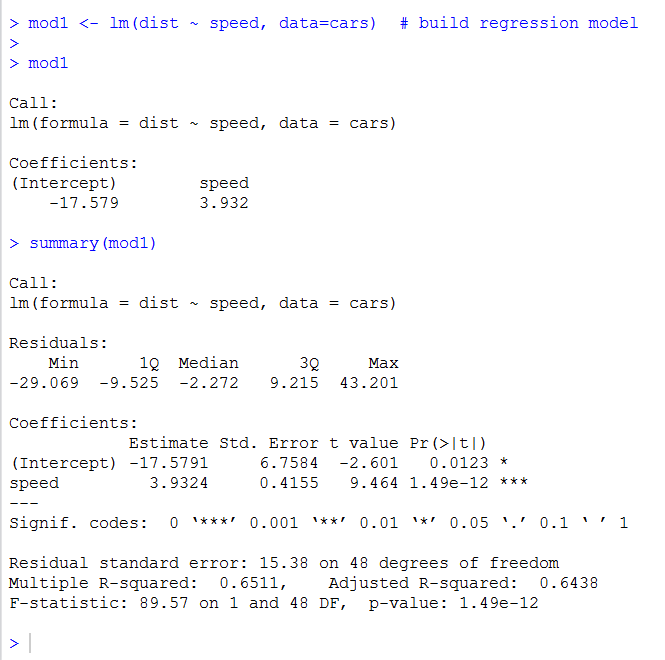 > mod1 <- lm(dist ~ speed, data=cars)  # build regression model
>
> mod1

Call:
lm(formula = dist ~ speed, data = cars)

Coefficients:
(Intercept)        speed
    -17.579        3.932

> summary(mod1)

Call:
lm(formula = dist ~ speed, data = cars)

Residuals:
    Min      1Q  Median      3Q     Max
-29.069  -9.525  -2.272   9.215  43.201

Coefficients:
            Estimate Std. Error t value Pr(>|t|)
(Intercept) -17.5791     6.7584  -2.601   0.0123 *
speed         3.9324     0.4155   9.464 1.49e-12 ***
---
Signif. codes:  0 ‘***’ 0.001 ‘**’ 0.01 ‘*’ 0.05 ‘.’ 0.1 ‘ ’ 1

Residual standard error: 15.38 on 48 degrees of freedom
Multiple R-squared:  0.6511,    Adjusted R-squared:  0.6438
F-statistic: 89.57 on 1 and 48 DF,  p-value: 1.49e-12

>